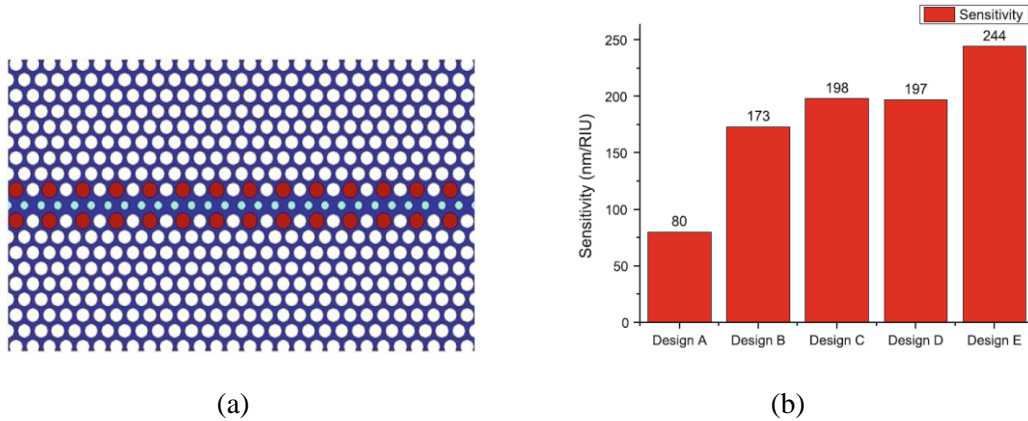 Sensitivity
250
200
150
100
50
0
Sensitivity (nm/RIU)
80
173
198
197
244
Design A
Design B
Design C
Design D
Design E
(a)
(b)